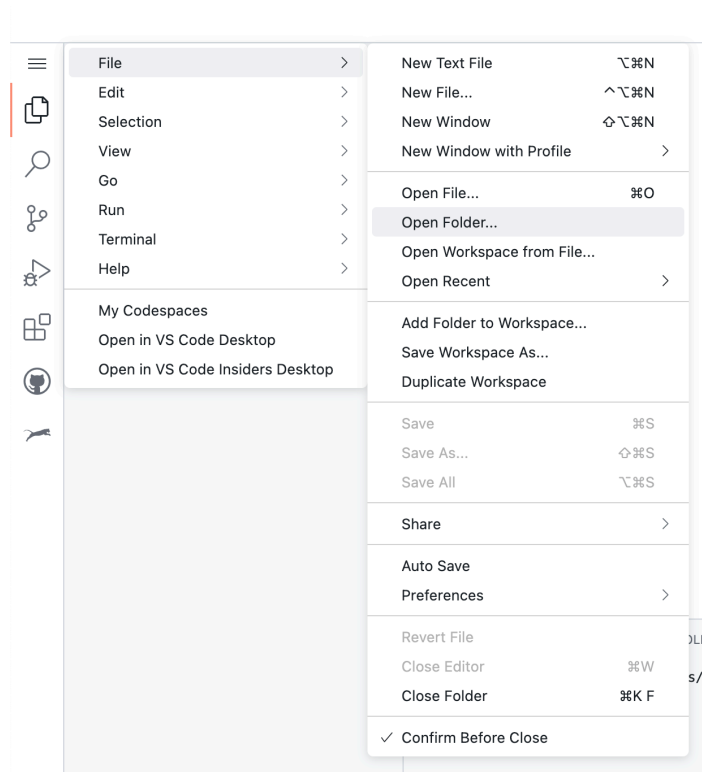 File
Edit
Selection
View
Go
Run
Terminal
Help
My Codespaces
Open in VS Code Desktop
Open in VS Code Insiders Desktop
New Text File ⌥⌘N
New File... ^⌥⌘N
New Window ⇧⌥⌘N
New Window with Profile
Open File... ⌘O
Open Folder...
Open Workspace from File...
Open Recent
Add Folder to Workspace...
Save Workspace As...
Duplicate Workspace
Save ⌘S
Save As... ⇧⌘S
Save All ⌥⌘S
Share
Auto Save
Preferences
Revert File
Close Editor ⌘W
Close Folder ⌘K F
✓ Confirm Before Close
s/